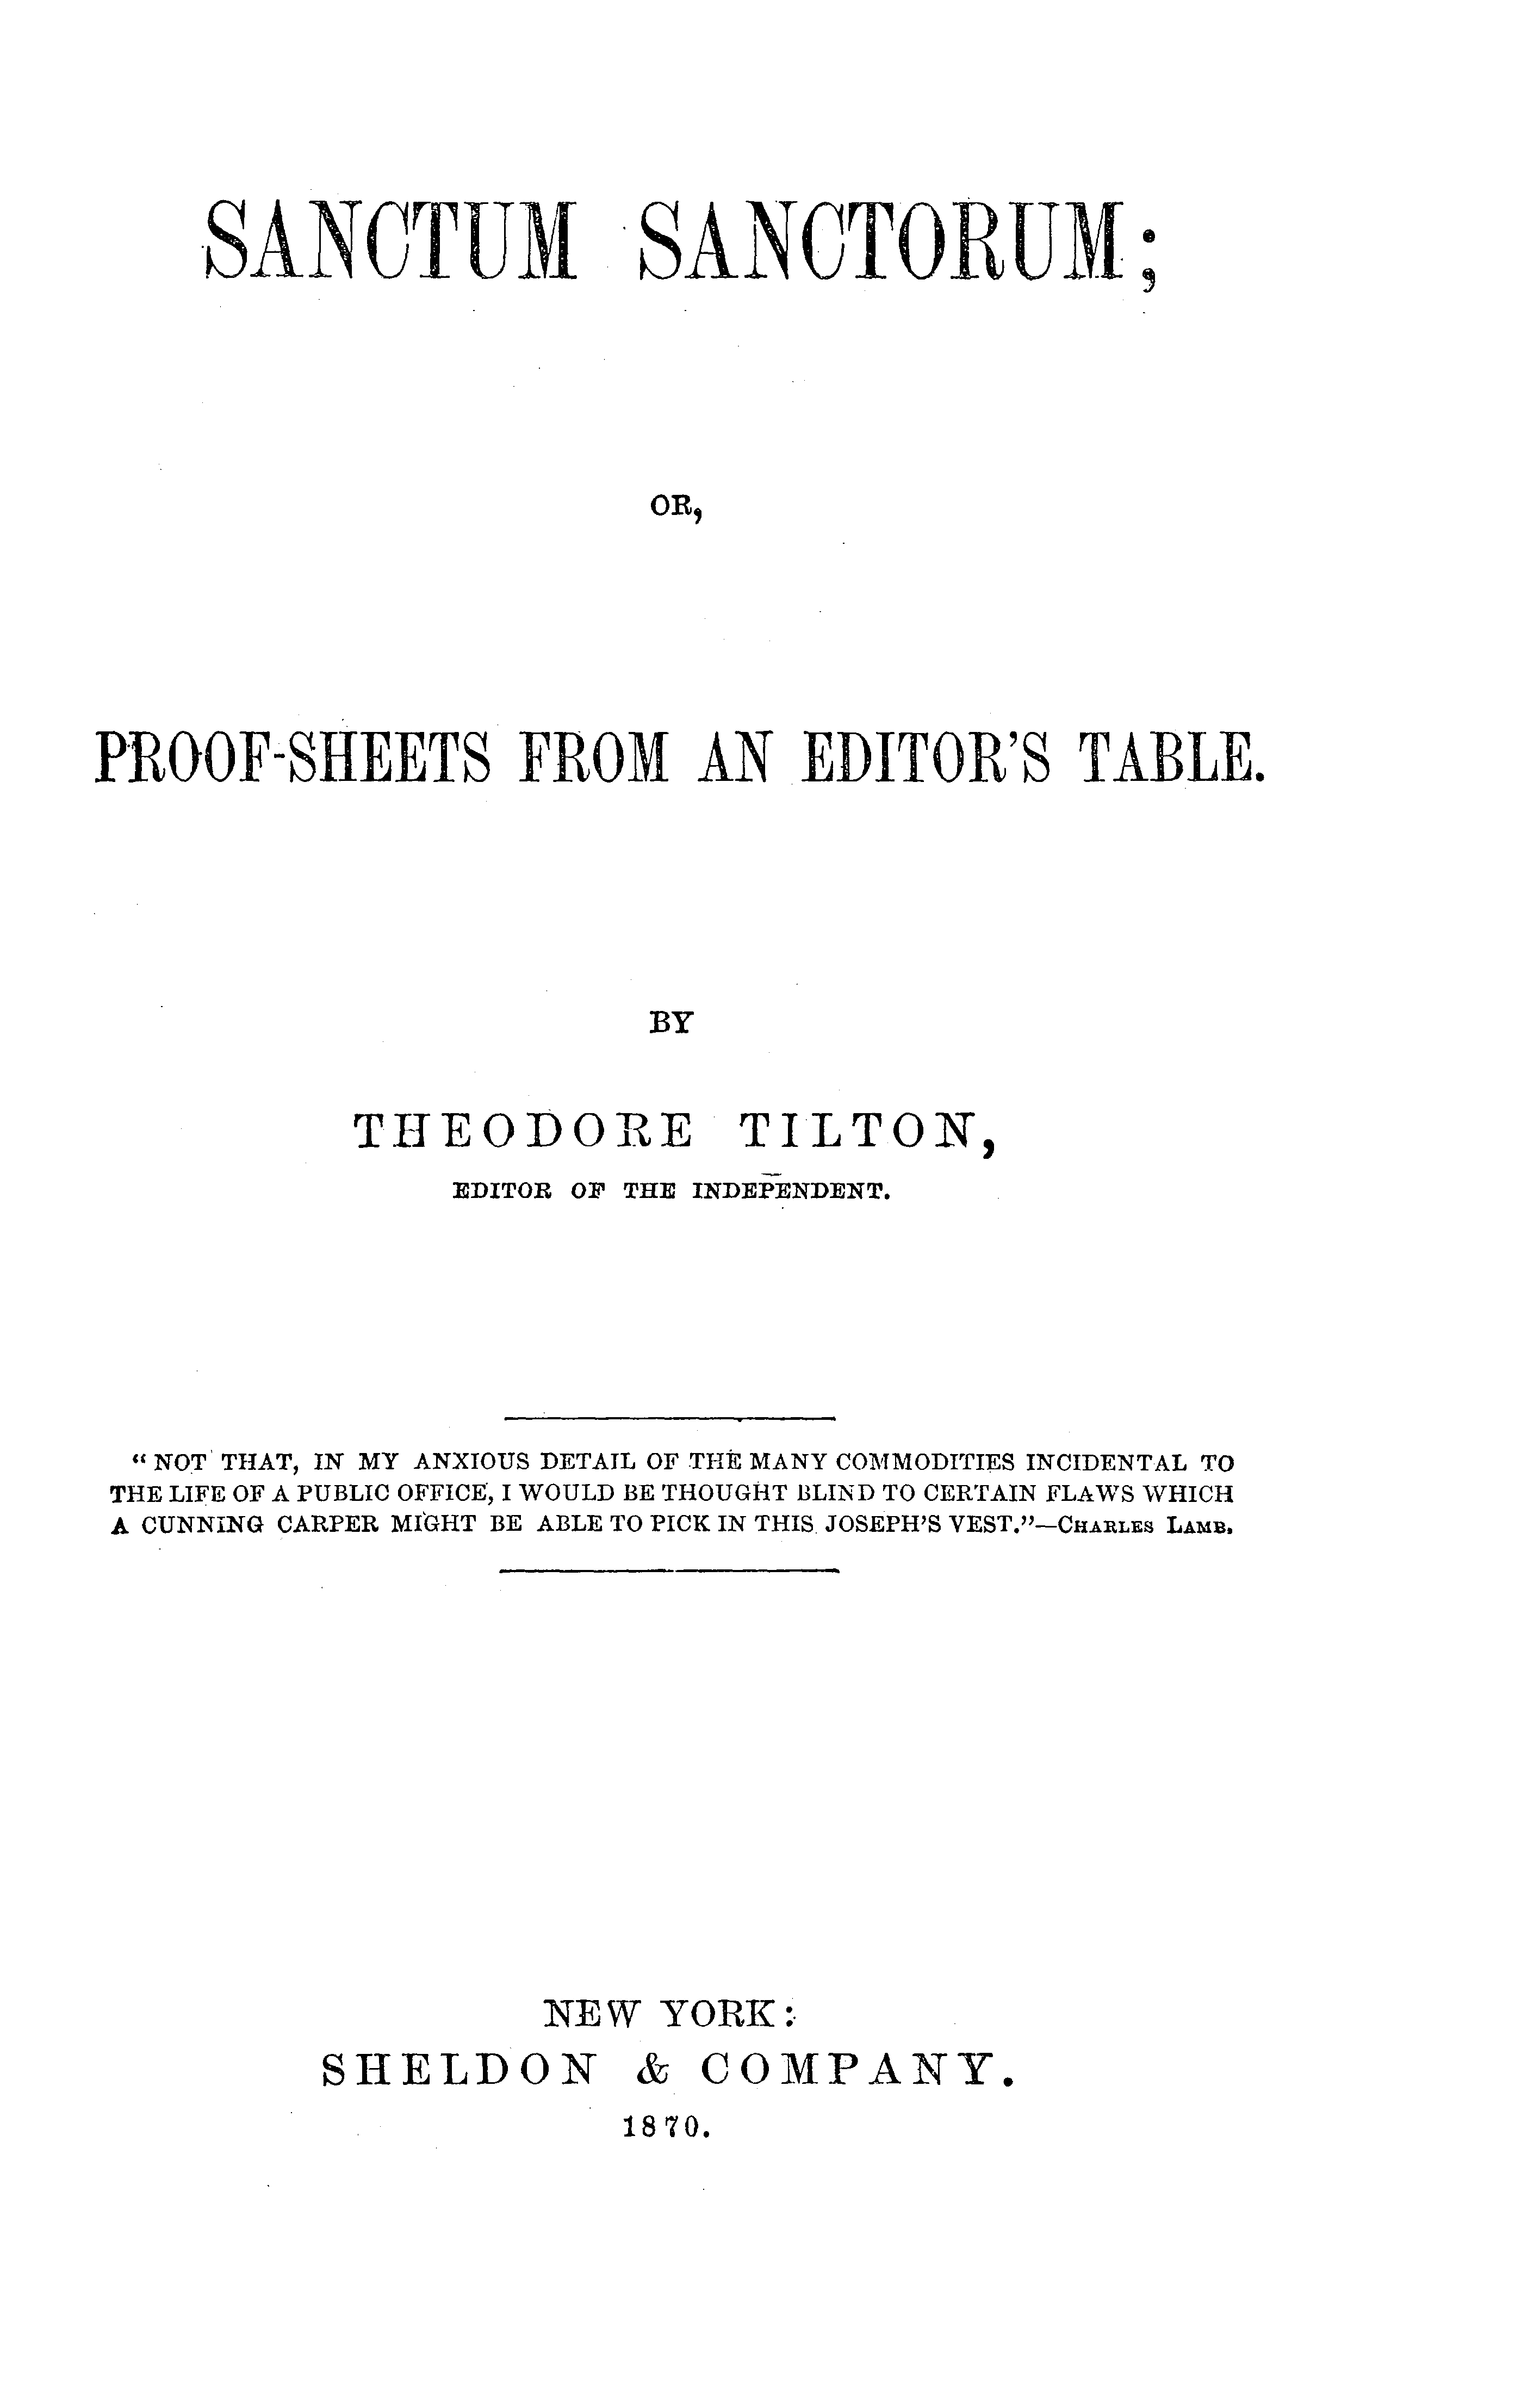 SANCTUM SANCTORUM;
OR,
PROOF-SHEETS FROM AN EDITOR'S TABLE.
BY
THEODORE TILTON,
EDITOR OF THE INDEPENDENT.
“NOT THAT, IN MY ANXIOUS DETAIL OF THE MANY COMMODITIES INCIDENTAL TO
THE LIFE OF A PUBLIC OFFICE, I WOULD BE THOUGHT BLIND TO CERTAIN FLAWS WHICH
A CUNNING CARPER MIGHT BE ABLE TO PICK IN THIS JOSEPH'S VEST.”—CHARLES LAMB.
NEW YORK:
SHELDON & COMPANY.
1870.